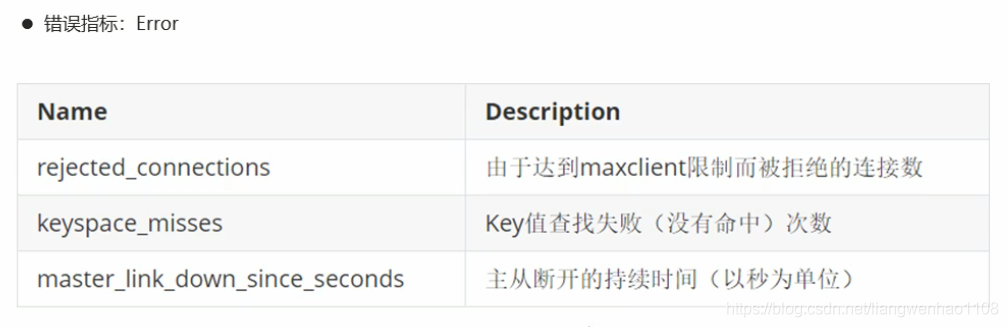 ● 错误指标：Error
Name Description
rejected_connections 由于达到maxclient限制而被拒绝的连接数
keyspace_misses Key值查找失败（没有命中）次数
master_link_down_since_seconds 主从断开的持续时间（以秒为单位）
https://blog.csdn.net/liangwenhao1108